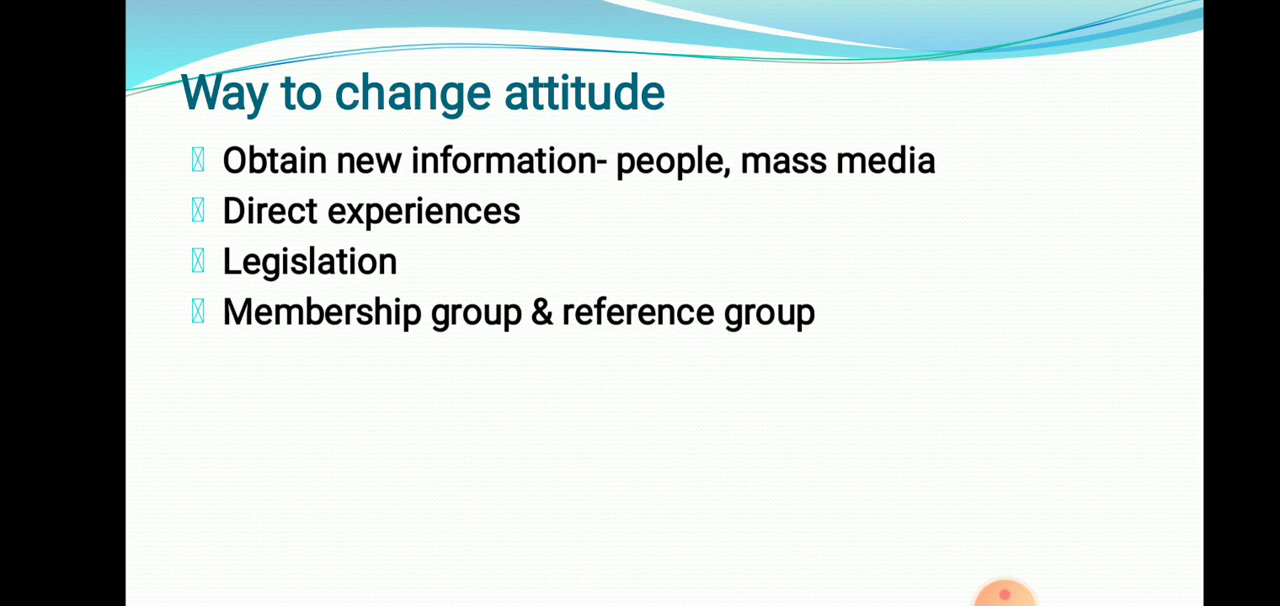 Way to change attitude
Obtain new information- people, mass media
Direct experiences
Legislation
Membership group & reference group